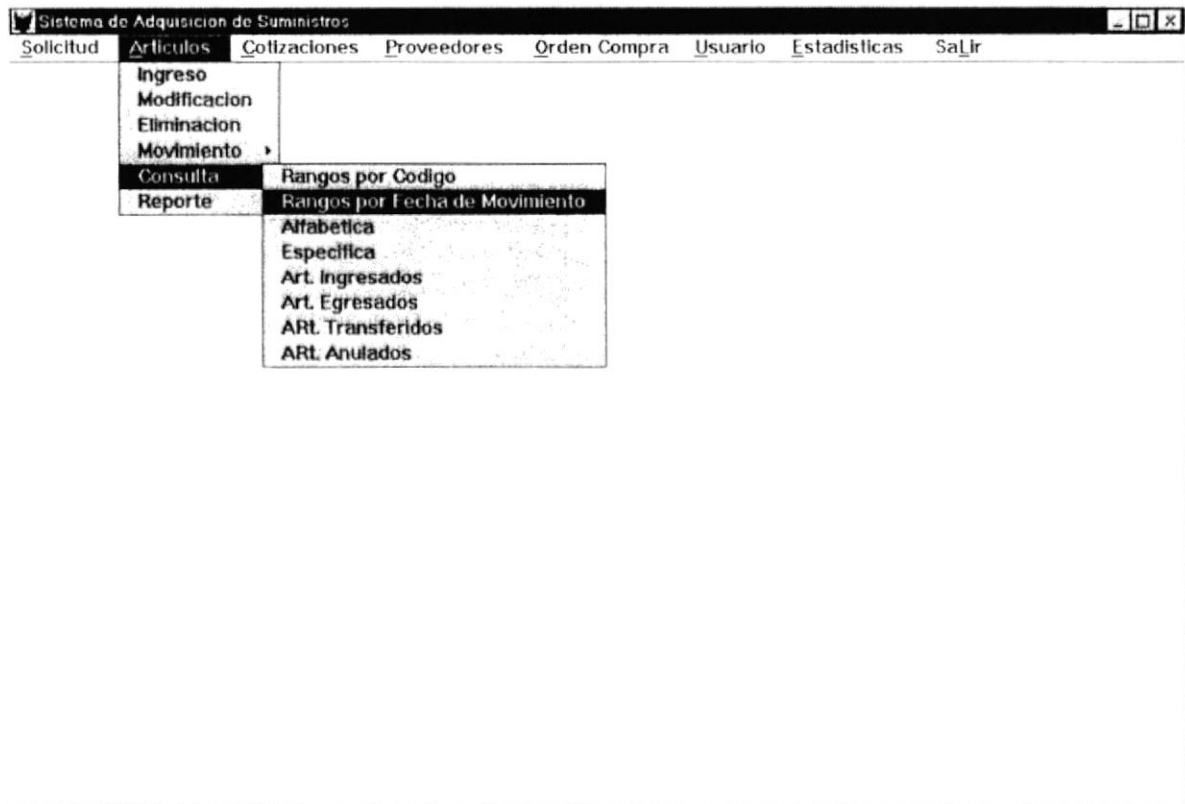 Sistema de Adquisicion de Suministros
Solicitud Articulos Cotizaciones Proveedores Orden Compra Usuario Estadisticas SaLir
Ingreso
Modificacion
Eliminacion
Movimiento
Consulta
Reporte
Rangos por Codigo
Rangos por Fecha de Movimiento
Alfabetica
Especifica
Art. Ingresados
Art. Egresados
ARt. Transferidos
ARt. Anulados